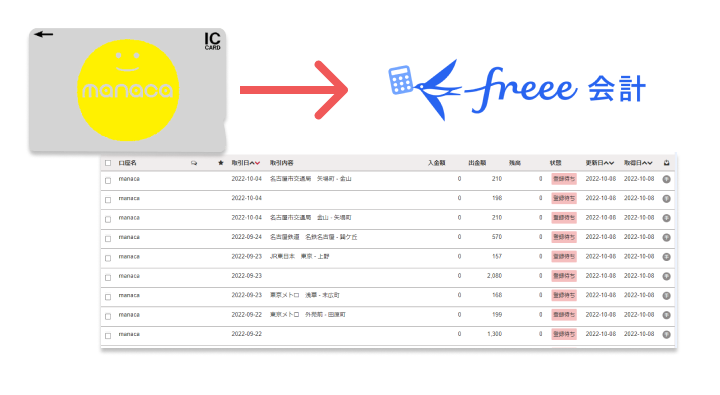 IC
CARD
manaca
freee 会計
口座名 取引日 取引内容 入金額 出金額 残高 状態 更新日 取得日
manaca 2022-10-04 名古屋市交通局 矢場町 - 金山 0 210 0 登録待ち 2022-10-08 2022-10-08 手
manaca 2022-10-04 0 198 0 登録待ち 2022-10-08 2022-10-08 手
manaca 2022-10-04 名古屋市交通局 金山 - 矢場町 0 210 0 登録待ち 2022-10-08 2022-10-08 手
manaca 2022-09-24 名古屋鉄道 名鉄名古屋 - 鳴ケ丘 0 570 0 登録待ち 2022-10-08 2022-10-08 手
manaca 2022-09-23 JR東日本 東京 - 上野 0 157 0 登録待ち 2022-10-08 2022-10-08 手
manaca 2022-09-23 0 2,080 0 登録待ち 2022-10-08 2022-10-08 手
manaca 2022-09-23 東京メトロ 浅草 - 末広町 0 168 0 登録待ち 2022-10-08 2022-10-08 手
manaca 2022-09-22 東京メトロ 外苑前 - 田原町 0 199 0 登録待ち 2022-10-08 2022-10-08 手
manaca 2022-09-22 0 1,300 0 登録待ち 2022-10-08 2022-10-08 手